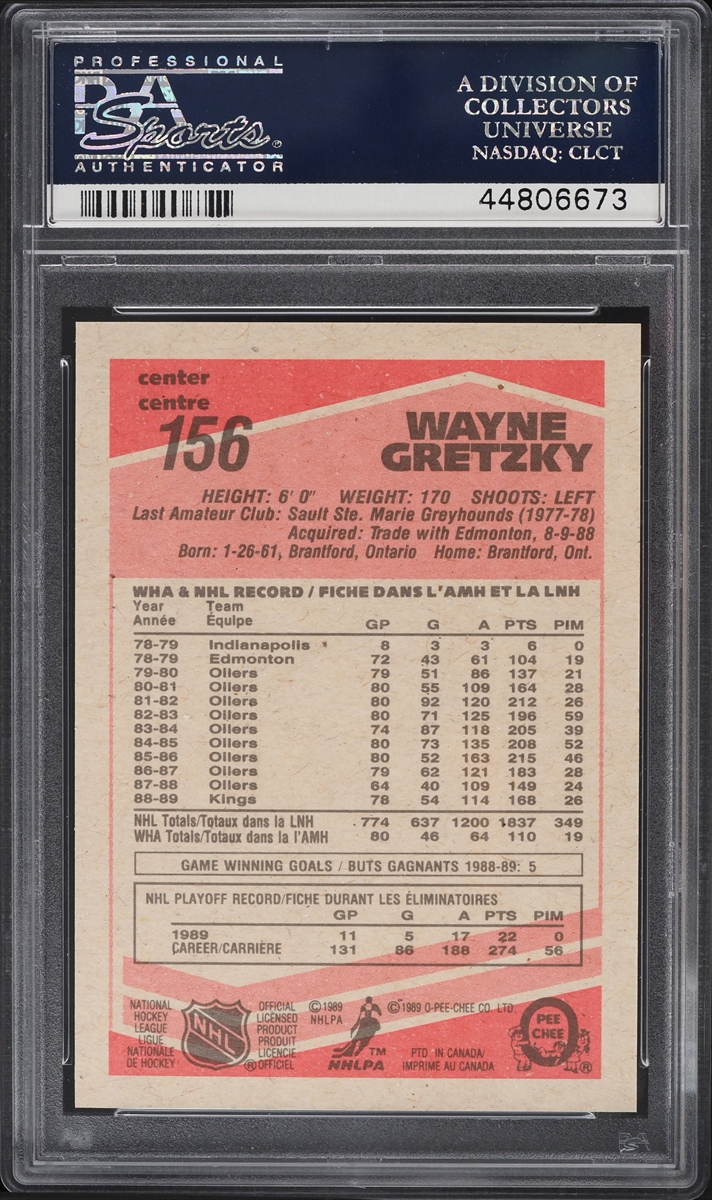 PROFESSIONAL
PSA
Sports®
AUTHENTICATOR
A DIVISION OF
COLLECTORS
UNIVERSE
NASDAQ: CLCT
44806673
center
centre
156
WAYNE
GRETZKY
HEIGHT: 6' 0" WEIGHT: 170 SHOOTS: LEFT
Last Amateur Club: Sault Ste. Marie Greyhounds (1977-78)
Acquired: Trade with Edmonton, 8-9-88
Born: 1-26-61, Brantford, Ontario Home: Brantford, Ont.
WHA & NHL RECORD / FICHE DANS L'AMH ET LA LNH
Year Team
Année Équipe GP G A PTS PIM
78-79 Indianapolis 8 3 3 6 0
78-79 Edmonton 72 43 61 104 19
79-80 Oilers 79 51 86 137 21
80-81 Oilers 80 55 109 164 28
81-82 Oilers 80 92 120 212 26
82-83 Oilers 80 71 125 196 59
83-84 Oilers 74 87 118 205 39
84-85 Oilers 80 73 135 208 52
85-86 Oilers 80 52 163 215 46
86-87 Oilers 79 62 121 183 28
87-88 Oilers 64 40 109 149 24
88-89 Kings 78 54 114 168 26
NHL Totals/Totaux dans la LNH 774 637 1200 1837 349
WHA Totals/Totaux dans la l'AMH 80 46 64 110 19
GAME WINNING GOALS / BUTS GAGNANTS 1988-89: 5
NHL PLAYOFF RECORD/FICHE DURANT LES ÉLIMINATOIRES
GP G A PTS PIM
1989 11 5 17 22 0
CAREER/CARRIÈRE 131 86 188 274 56
NATIONAL
HOCKEY
LEAGUE
LIGUE
NATIONALE
DE HOCKEY
NHL
®
OFFICIAL
LICENSED
PRODUCT
PRODUIT
LICENCIE
OFFICIEL
©1989
NHLPA
TM
NHLPA
©1989 O-PEE-CHEE CO. LTD.
PTD. IN CANADA/
IMPRIME AU CANADA
O
PEE
CHEE
®
PSA